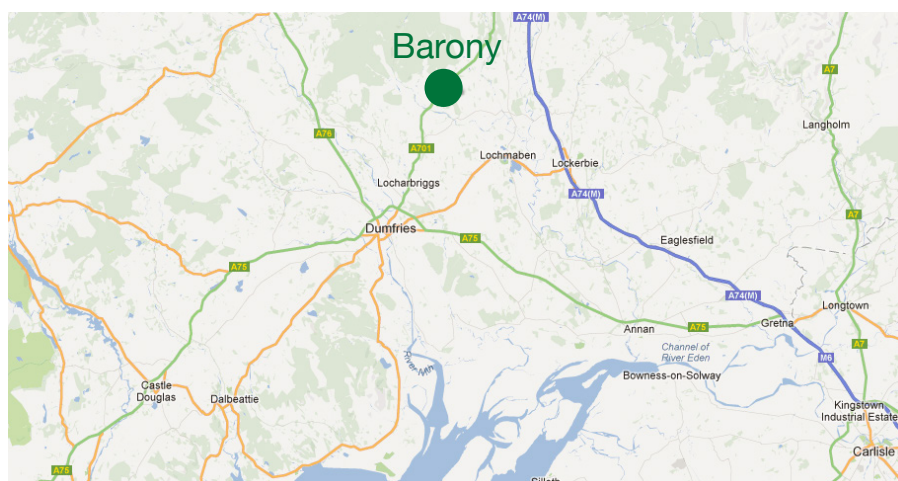 A74(M)
Barony
A7
Langholm
A76
A701
Lochmaben
Lockerbie
Locharbriggs
A74(M)
A7
Dumfries
A75
Eaglesfield
A75
A74(M)
Longtown
Annan
A75
Gretna
Channel of
River Eden
A7
M6
River Nith
Bowness-on-Solway
Castle
Douglas
Dalbeattie
Kingstown
Industrial Estate
Carlisle
A75